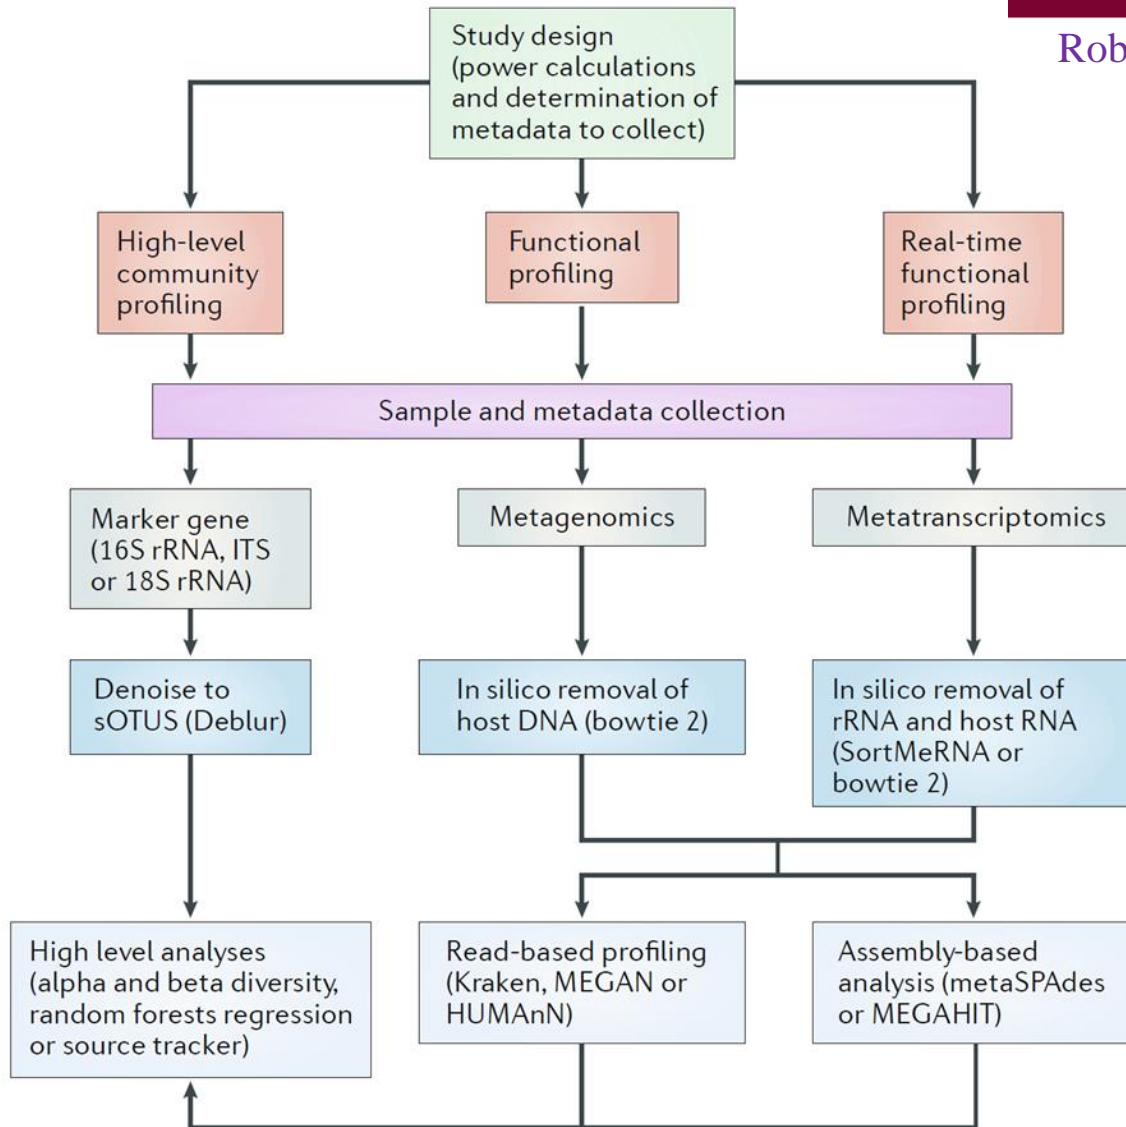 Rob
Study design
(power calculations
and determination of
metadata to collect)
High-level
community
profiling
Functional
profiling
Real-time
functional
profiling
Sample and metadata collection
Marker gene
(16S rRNA, ITS
or 18S rRNA)
Metagenomics
Metatranscriptomics
Denoise to
sOTUS (Deblur)
In silico removal of
host DNA (bowtie 2)
In silico removal of
rRNA and host RNA
(SortMeRNA or
bowtie 2)
High level analyses
(alpha and beta diversity,
random forests regression
or source tracker)
Read-based profiling
(Kraken, MEGAN or
HUMAnN)
Assembly-based
analysis (metaSPAdes
or MEGAHIT)